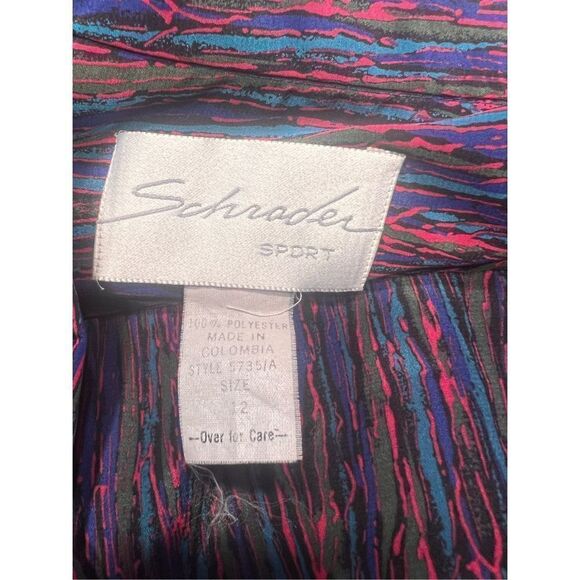 Schrader
SPORT
100% POLYESTER
MADE IN
COLOMBIA
STYLE 5735/A
SIZE
12
—Over for Care—